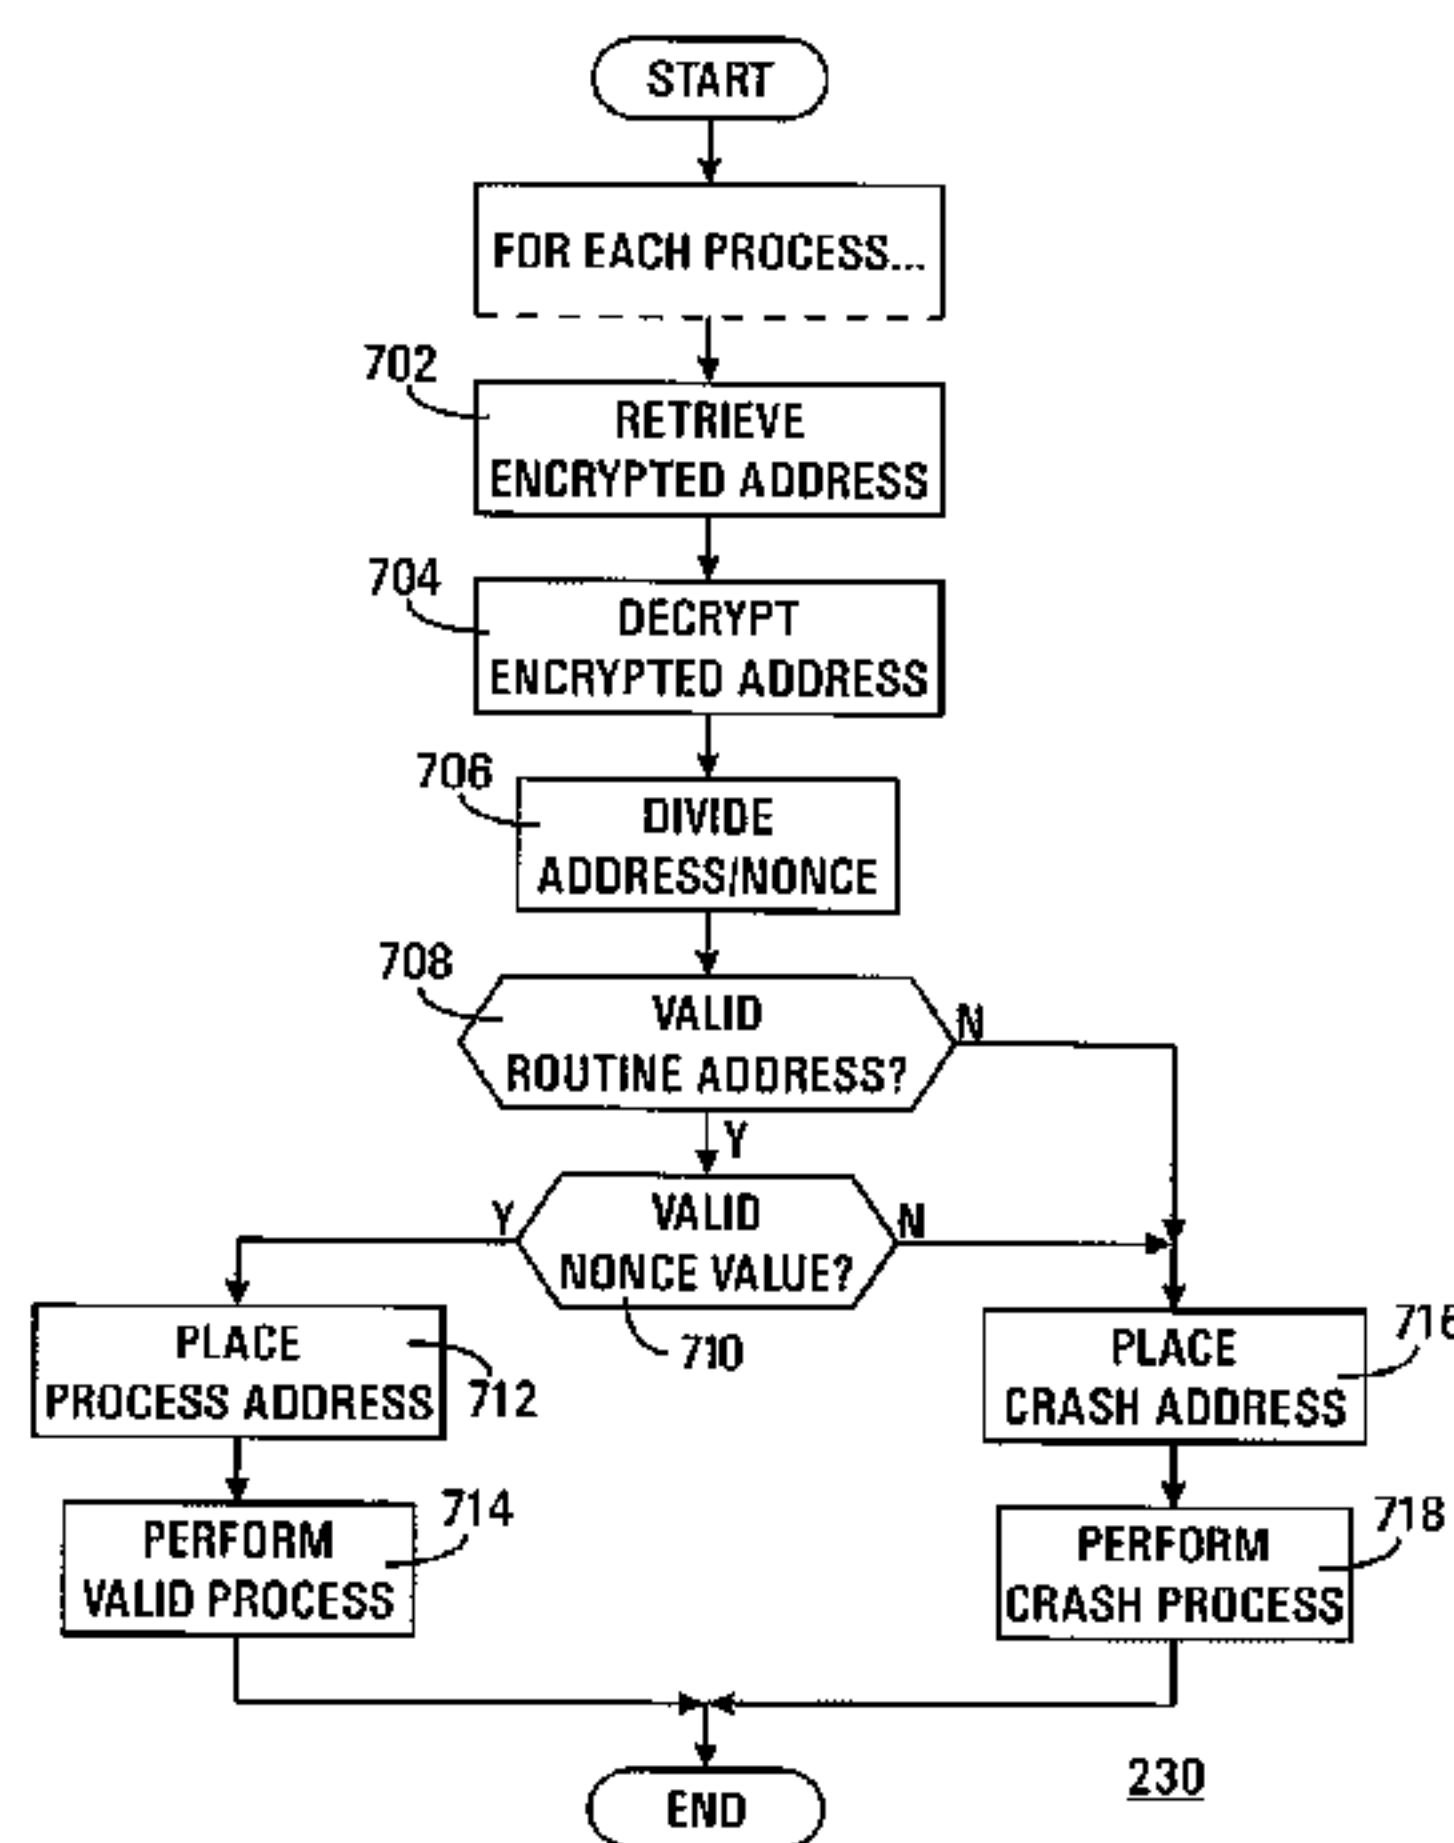 START
FOR EACH PROCESS...
702
RETRIEVE
ENCRYPTED ADDRESS
704
DECRYPT
ENCRYPTED ADDRESS
706
DIVIDE
ADDRESS/NONCE
708
VALID
ROUTINE ADDRESS?
N
Y
VALID
NONCE VALUE?
Y
N
710
PLACE
PROCESS ADDRESS
712
PLACE
CRASH ADDRESS
716
PERFORM
VALID PROCESS
714
PERFORM
CRASH PROCESS
718
END
230